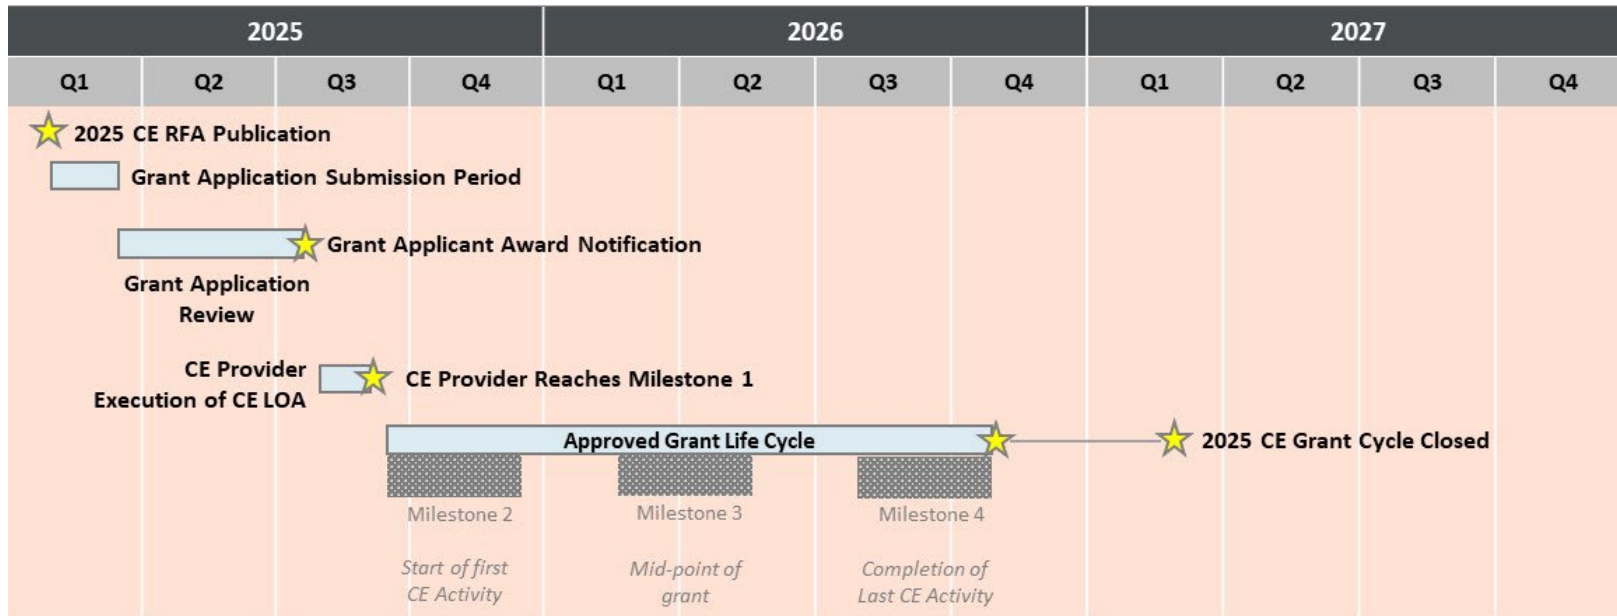 2025 2026 2027
Q1 Q2 Q3 Q4 Q1 Q2 Q3 Q4 Q1 Q2 Q3 Q4
2025 CE RFA Publication
Grant Application Submission Period
Grant Applicant Award Notification
Grant Application
Review
CE Provider
Execution of CE LOA
CE Provider Reaches Milestone 1
Approved Grant Life Cycle
2025 CE Grant Cycle Closed
Milestone 2
Start of first
CE Activity
Milestone 3
Mid-point of
grant
Milestone 4
Completion of
Last CE Activity